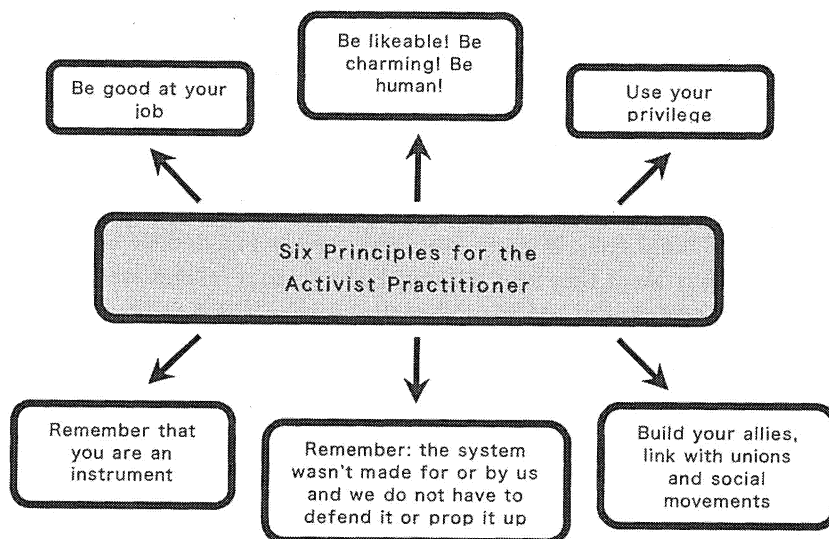 Be good at your
job
Be likeable! Be
charming! Be
human!
Use your
privilege
Six Principles for the
Activist Practitioner
Remember that
you are an
instrument
Remember: the system
wasn't made for or by us
and we do not have to
defend it or prop it up
Build your allies,
link with unions
and social
movements